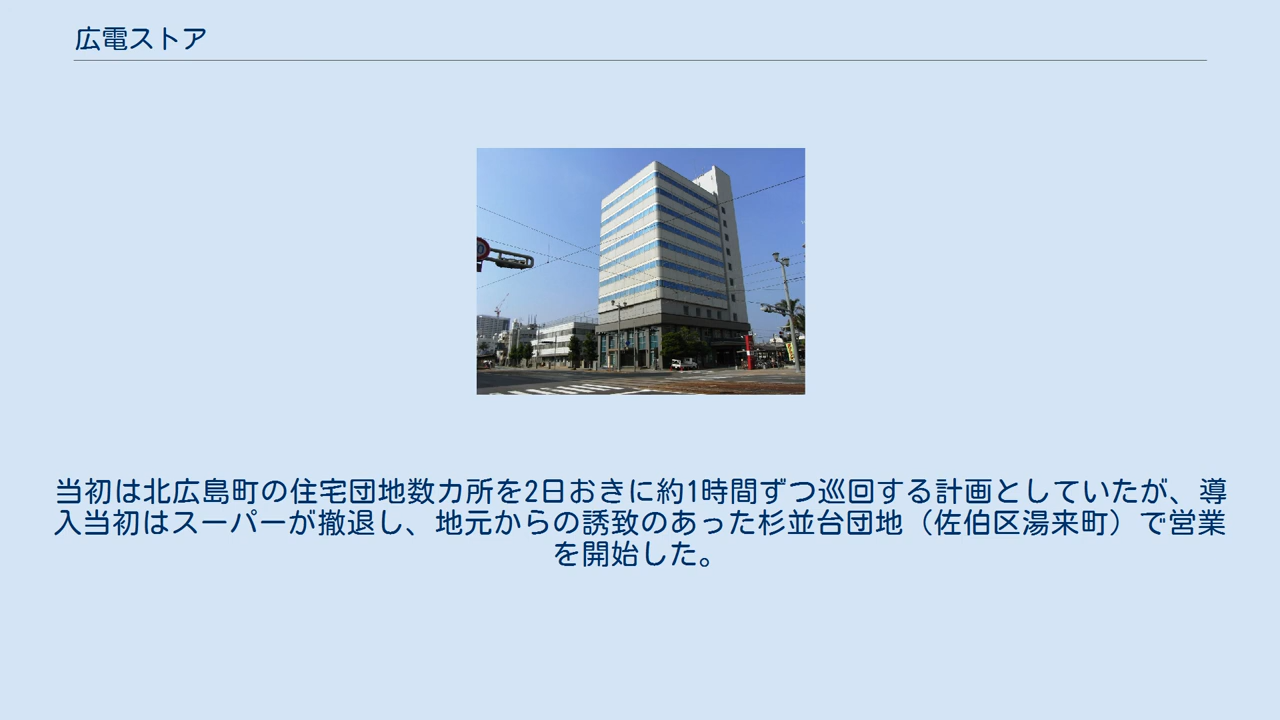 広電ストア
当初は北広島町の住宅団地数カ所を2日おきに約1時間ずつ巡回する計画としていたが、導
入当初はスーパーが撤退し、地元からの誘致のあった杉並台団地（佐伯区湯来町）で営業
を開始した。